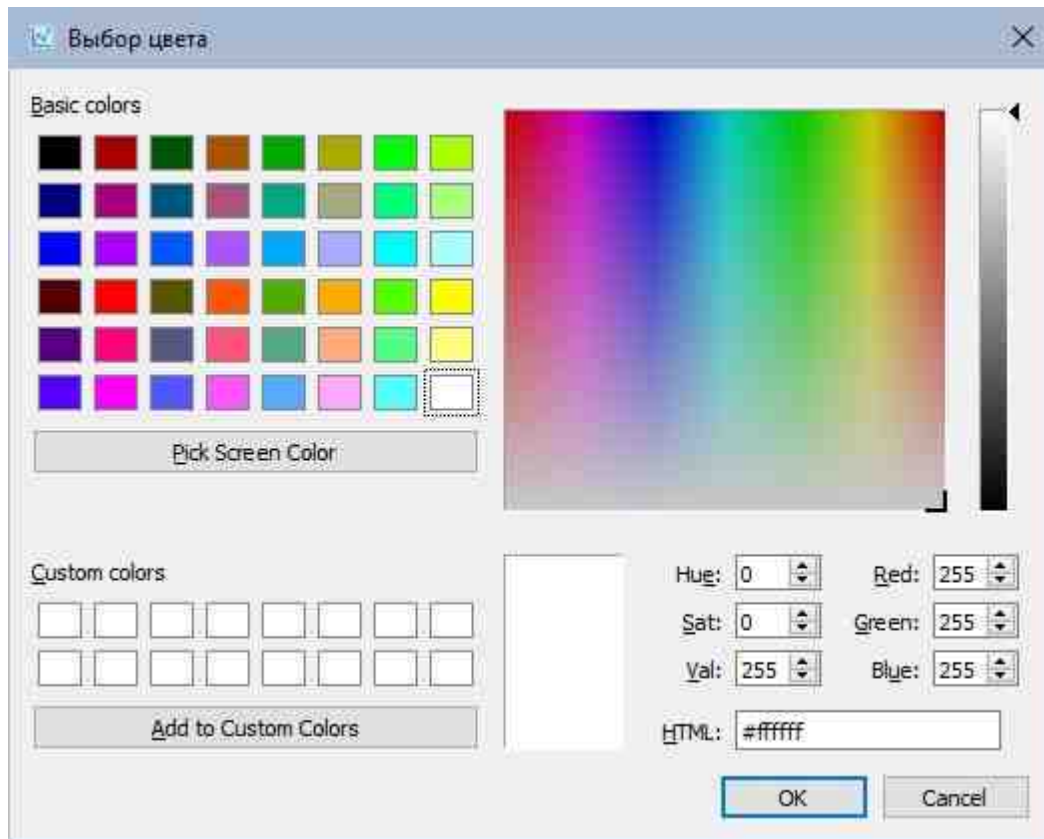 Выбор цвета
Basic colors
Pick Screen Color
Custom colors
Add to Custom Colors
Hue: 0 Red: 255
Sat: 0 Green: 255
Val: 255 Blue: 255
HTML: #ffffff
OK Cancel